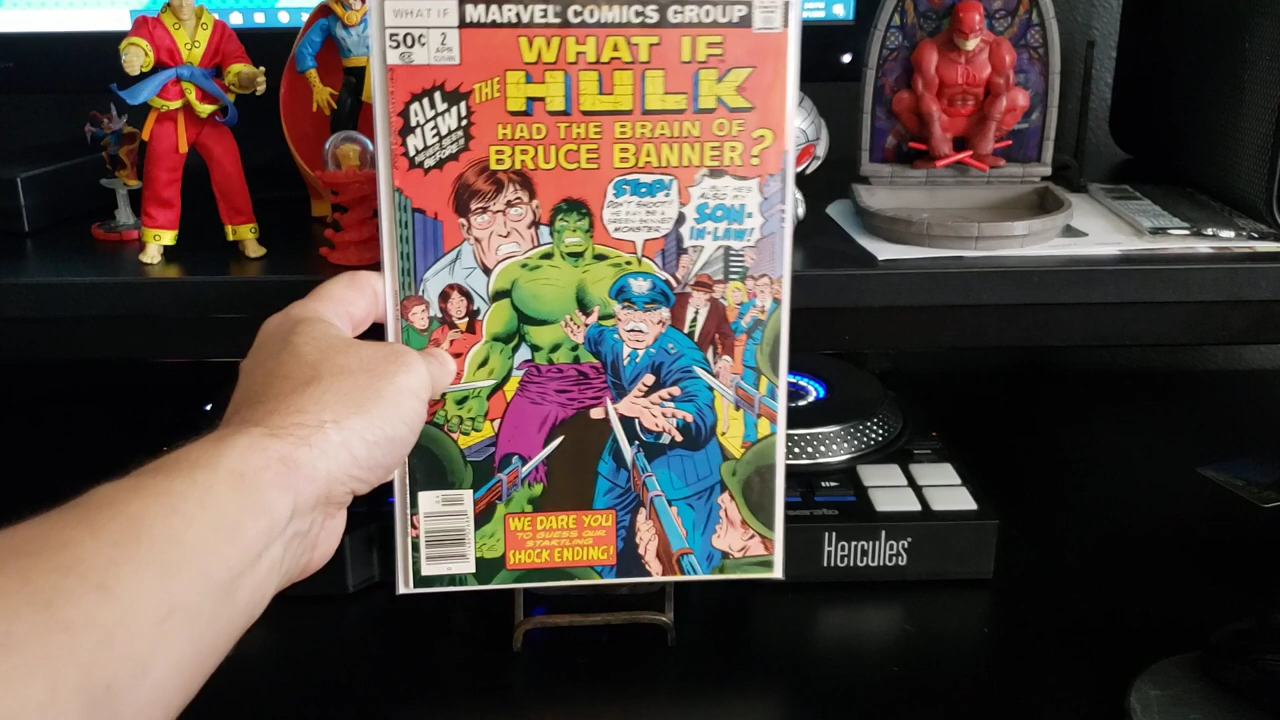 WHAT IF
MARVEL COMICS GROUP
50¢
2
APR
WHAT IF
THE HULK
HAD THE BRAIN OF
BRUCE BANNER?
ALL
NEW!
NEVER SEEN
BEFORE!!
STOP!
DON'T SHOOT!
HE MAY BE A
GREEN-SKINNED
MONSTER--
--BUT HE'S
ALSO MY
SON-
IN-LAW!
WE DARE YOU
TO GUESS OUR
STARTLING
SHOCK ENDING!
serato
Hercules